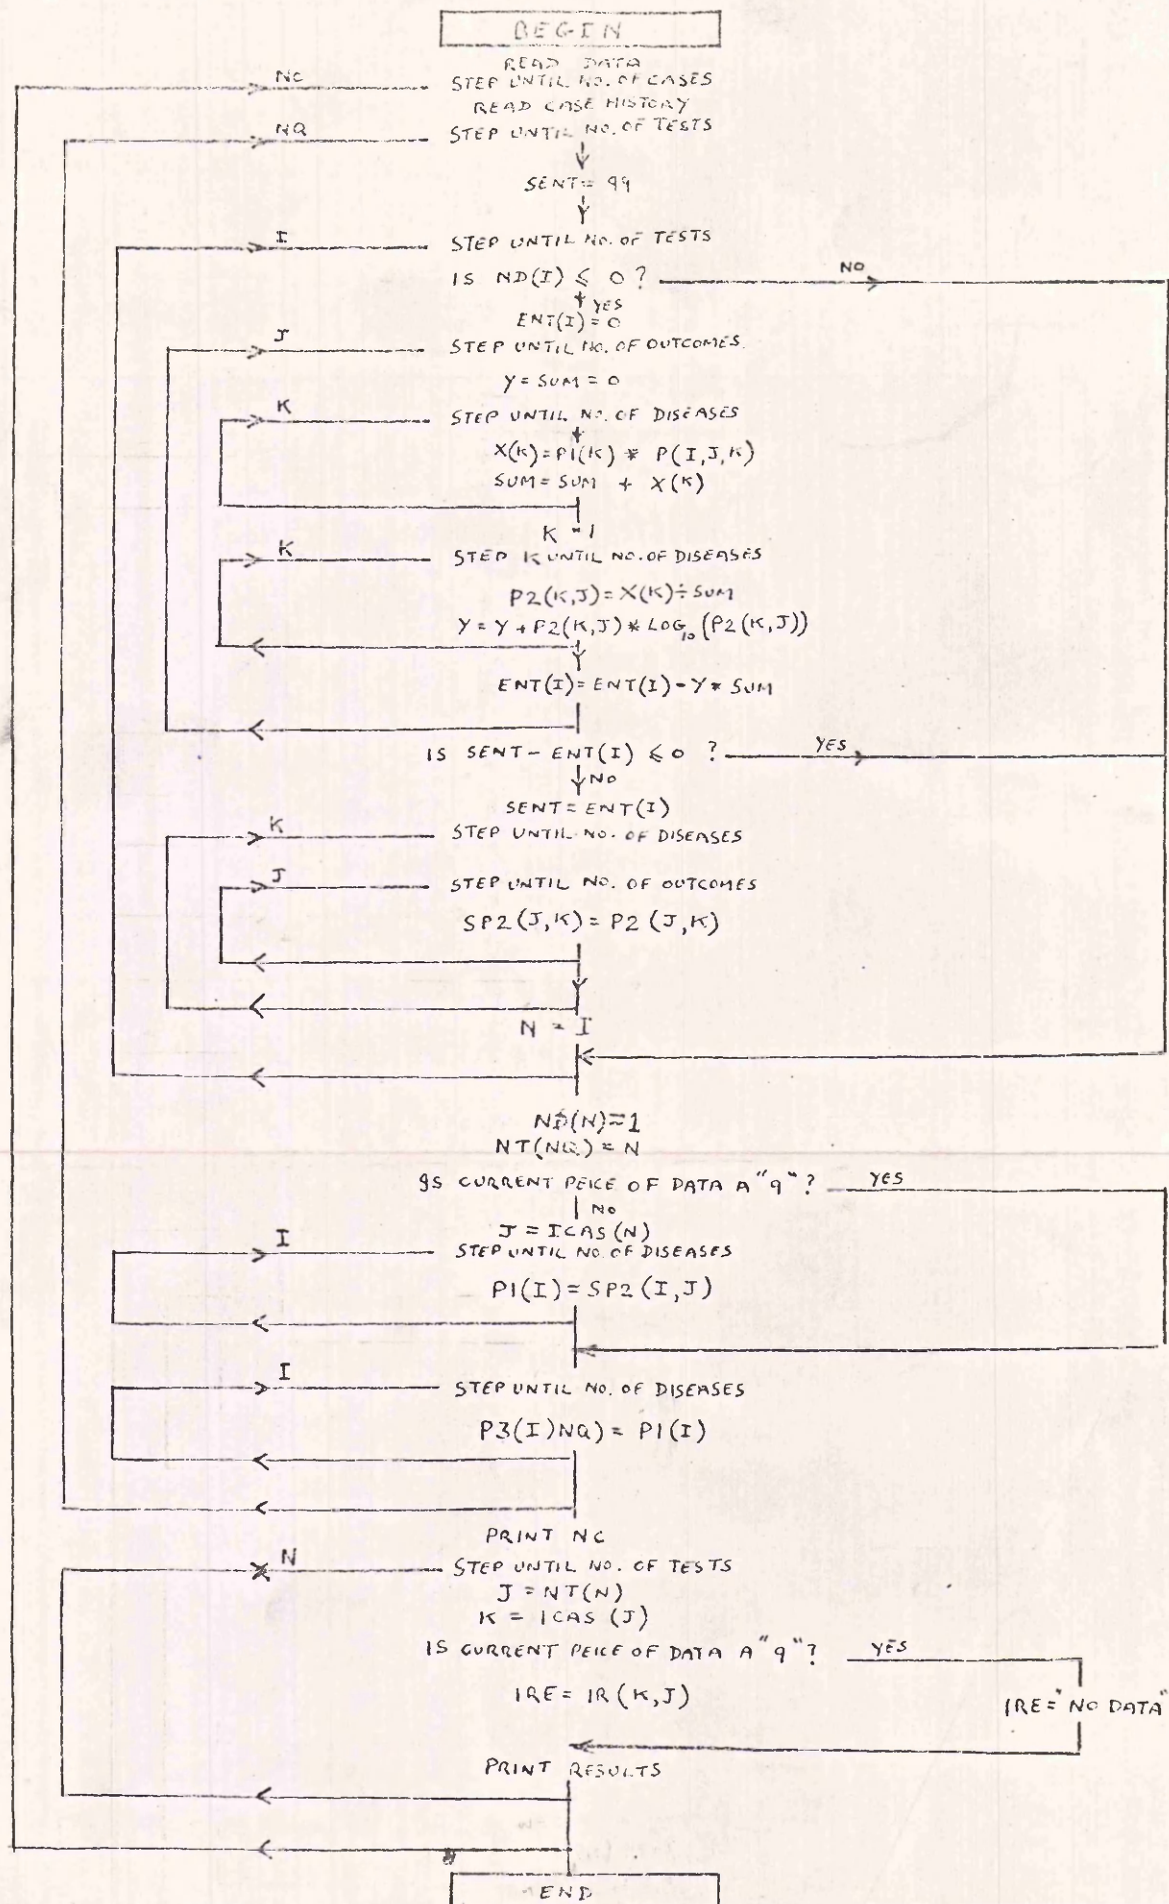 BEGIN
READ DATA
NC
STEP UNTIL NO. OF CASES
READ CASE HISTORY
NQ
STEP UNTIL NO. OF TESTS
SENT = 99
I
STEP UNTIL NO. OF TESTS
IS ND(I) ≤ 0 ?
NO
YES
ENT(I) = 0
J
STEP UNTIL NO. OF OUTCOMES.
Y = SUM = 0
K
STEP UNTIL NO. OF DISEASES
X(K) = P1(K) * P(I,J,K)
SUM = SUM + X(K)
K = 1
K
STEP K UNTIL NO. OF DISEASES
P2(K,J) = X(K) ÷ SUM
Y = Y + P2(K,J) * LOG₁₀ (P2(K,J))
ENT(I) = ENT(I) - Y * SUM
IS SENT - ENT(I) ≤ 0 ?
YES
NO
SENT = ENT(I)
K
STEP UNTIL NO. OF DISEASES
J
STEP UNTIL NO. OF OUTCOMES
SP2(J,K) = P2(J,K)
N = I
ND(N) = 1
NT(NQ) = N
IS CURRENT PEICE OF DATA A "9" ?
YES
NO
J = ICAS(N)
I
STEP UNTIL NO. OF DISEASES
P1(I) = SP2(I,J)
I
STEP UNTIL NO. OF DISEASES
P3(I)NQ) = P1(I)
PRINT NC
N
STEP UNTIL NO. OF TESTS
J = NT(N)
K = ICAS(J)
IS CURRENT PEICE OF DATA A "9" ?
YES
IRE = IR(K,J)
IRE = "NO DATA"
PRINT RESULTS
END